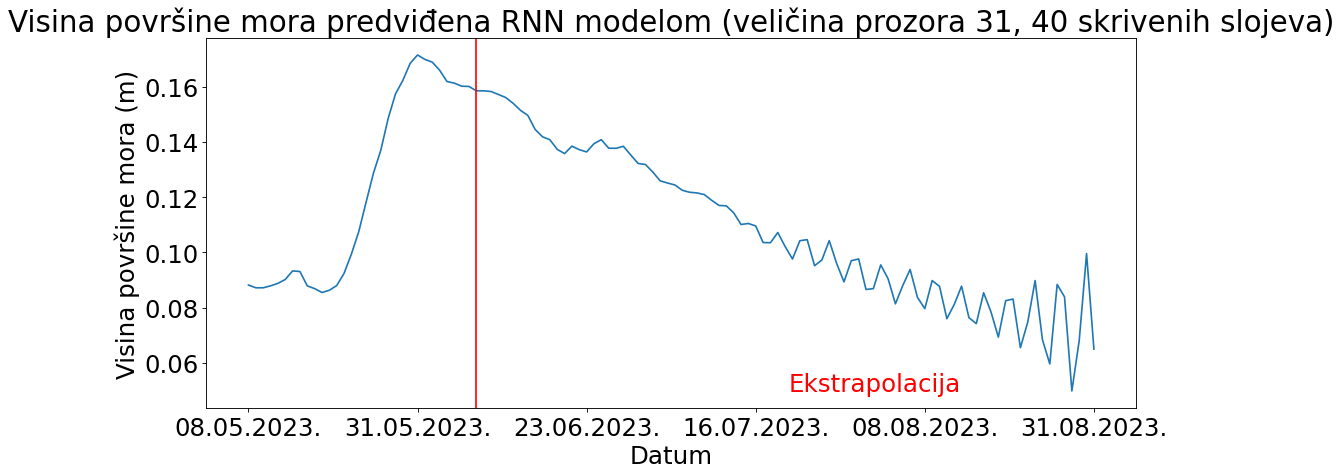 Visina površine mora predviđena RNN modelom (veličina prozora 31, 40 skrivenih slojeva)
Visina površine mora (m)
0.16
0.14
0.12
0.10
0.08
0.06
Ekstrapolacija
08.05.2023. 31.05.2023. 23.06.2023. 16.07.2023. 08.08.2023. 31.08.2023.
Datum